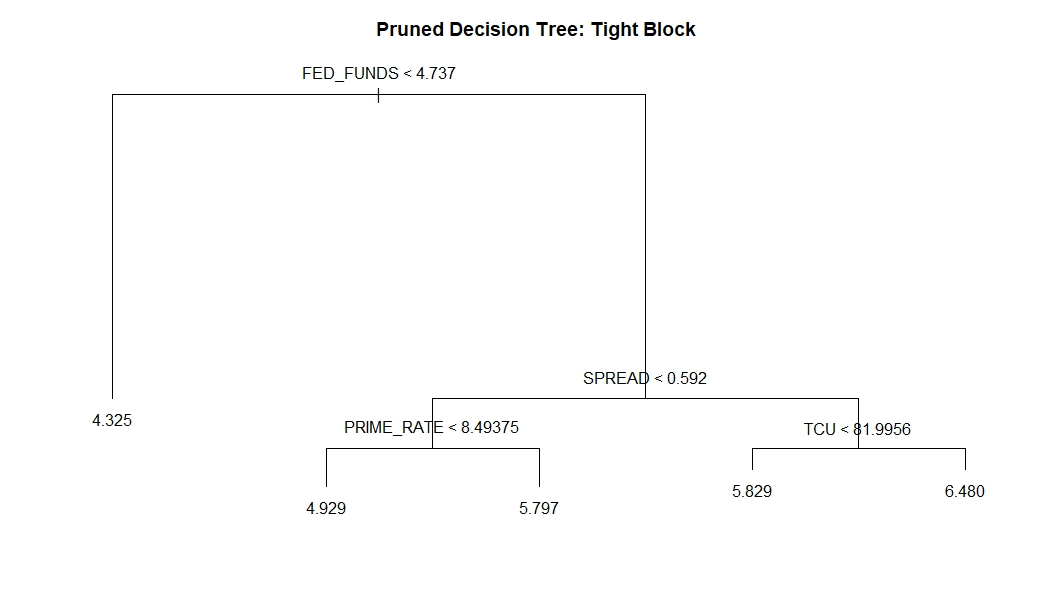 Pruned Decision Tree: Tight Block
FED_FUNDS < 4.737
SPREAD < 0.592
4.325
PRIME_RATE < 8.49375
TCU < 81.9956
4.929
5.797
5.829
6.480